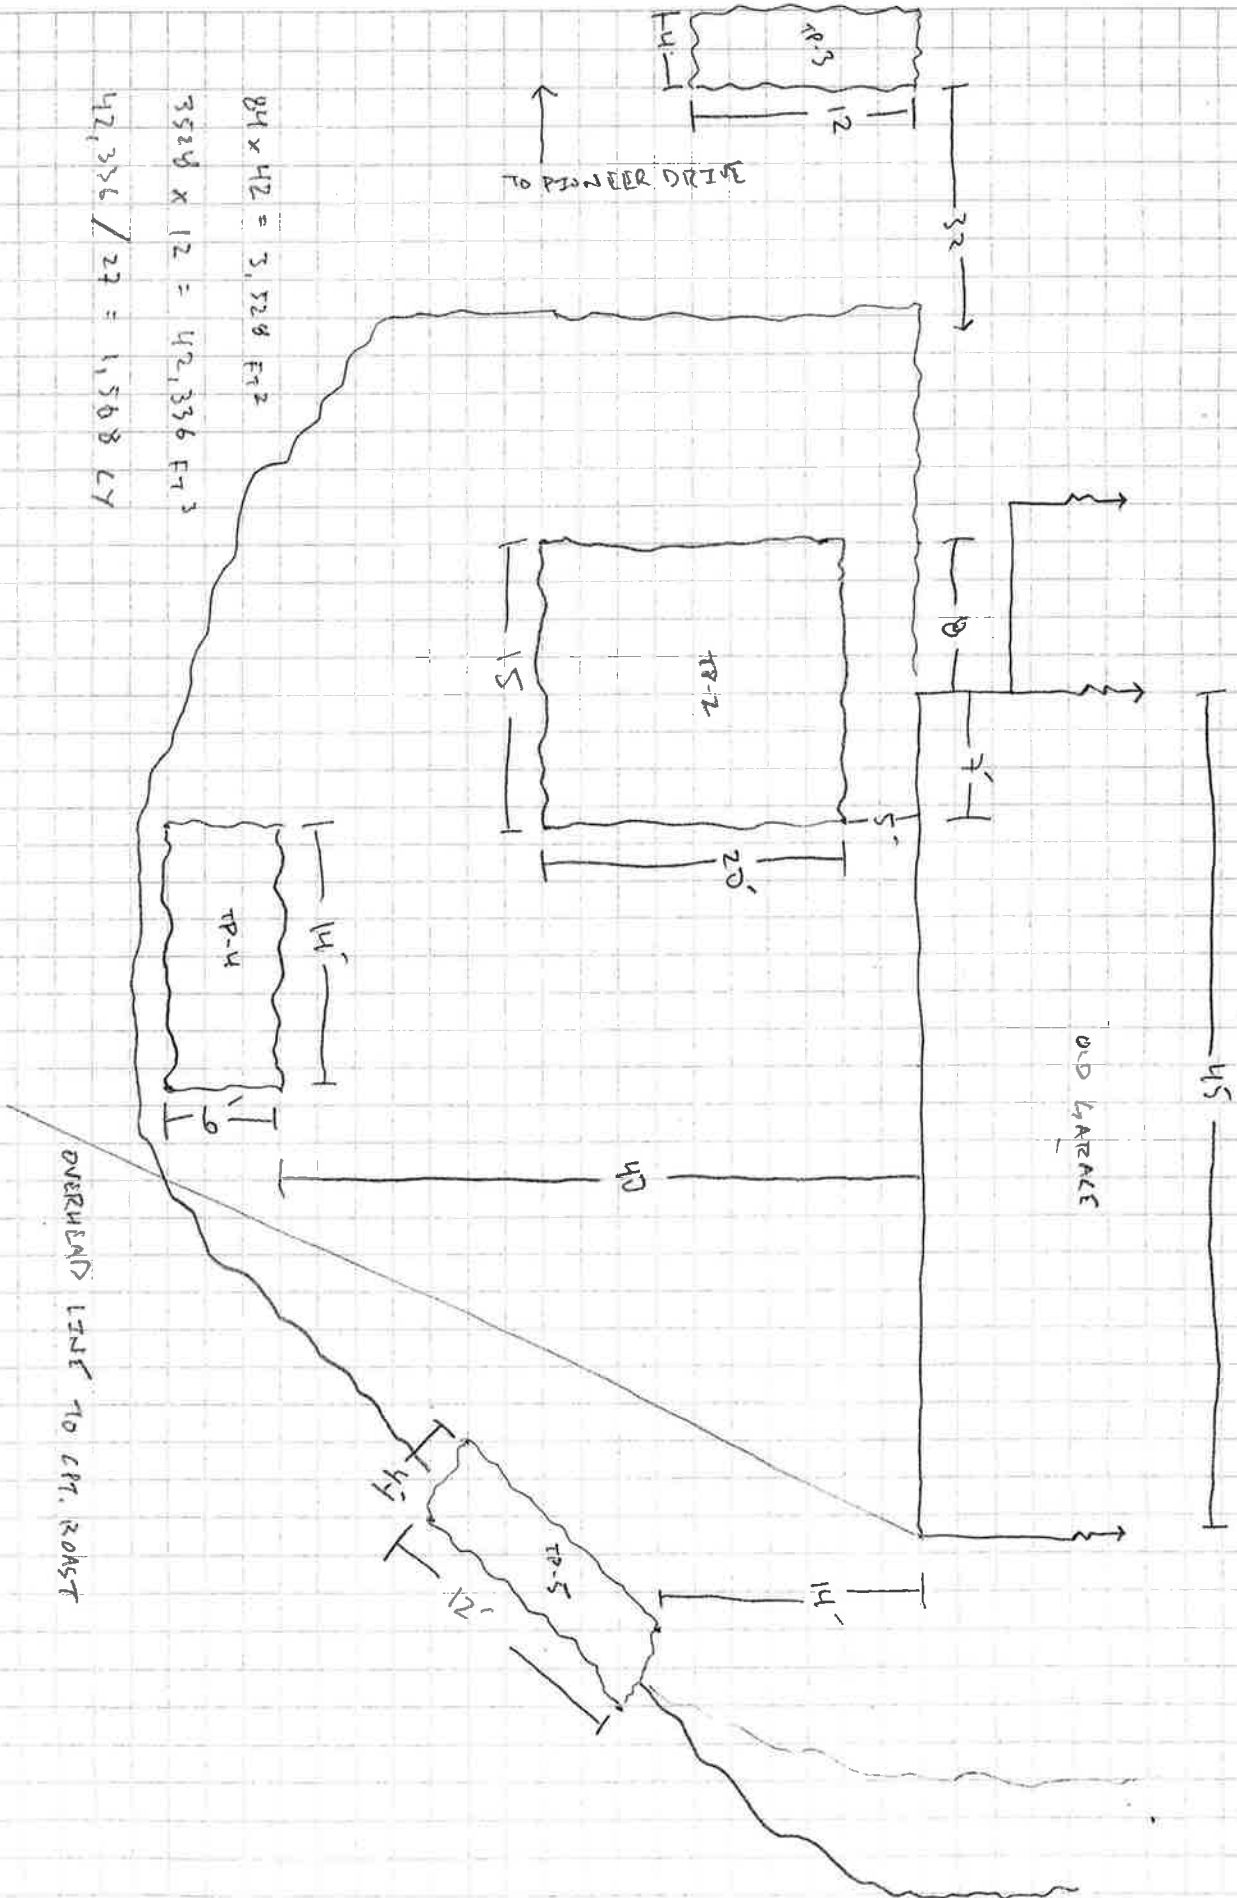 45
OLD GARAGE
8
7'
32
5'
14'
TP-3
12
14
TP-2
20'
15
TO PIONEER DRIVE
40
TP-5
12'
4'
14'
TP-4
6'
84 x 42 = 3,528 FT²
3528 x 12 = 42,336 FT³
42,336 / 27 = 1,568 CY
OVERHEAD LINE TO CPT. ROAST